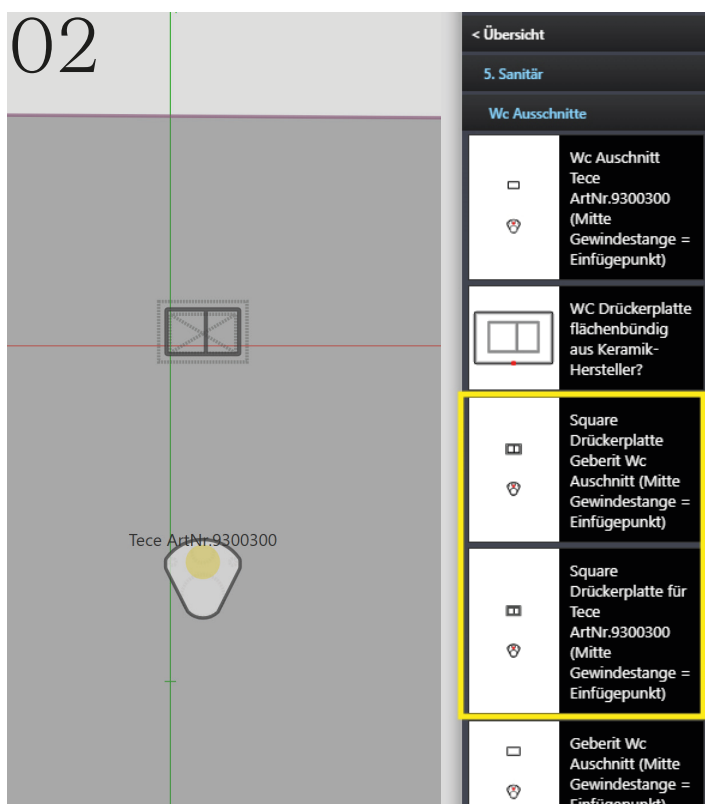 02
< Übersicht
5. Sanitär
Wc Ausschnitte
Wc Auschnitt
Tece
ArtNr.9300300
(Mitte
Gewindestange =
Einfügepunkt)
WC Drückerplatte
flächenbündig
aus Keramik-
Hersteller?
Square
Drückerplatte
Geberit Wc
Auschnitt (Mitte
Gewindestange =
Einfügepunkt)
Square
Drückerplatte für
Tece
ArtNr.9300300
(Mitte
Gewindestange =
Einfügepunkt)
Geberit Wc
Auschnitt (Mitte
Gewindestange =
Einfügepunkt)
Tece ArtNr.9300300